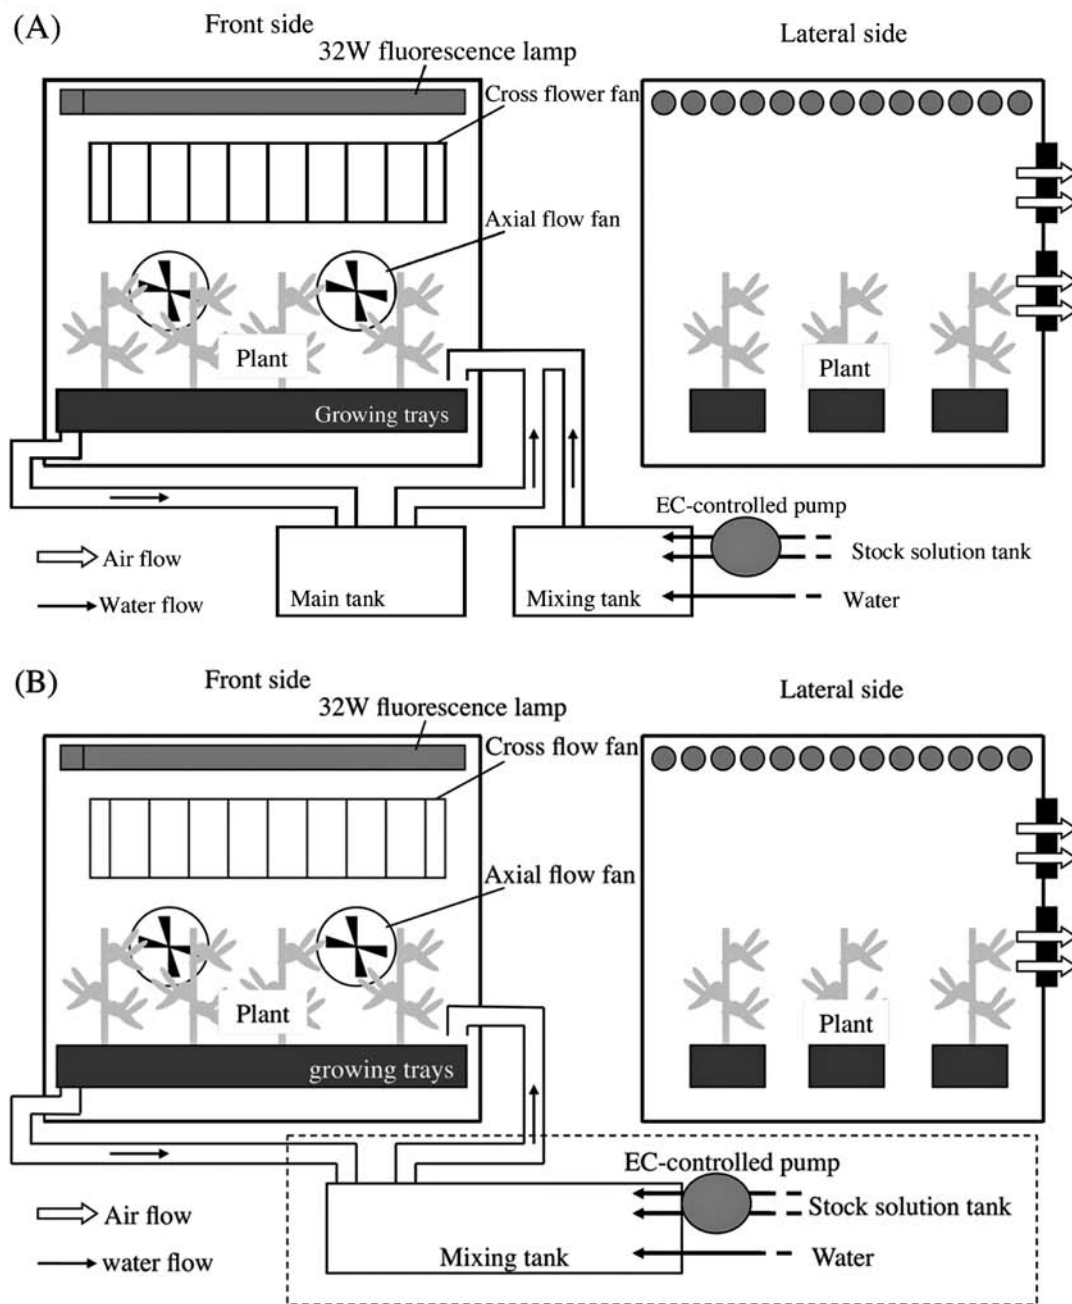 (A)
Front side
Lateral side
32W fluorescence lamp
Cross flower fan
Axial flow fan
Plant
Plant
Growing trays
EC-controlled pump
Air flow
Stock solution tank
Water flow
Main tank
Mixing tank
Water
(B)
Front side
Lateral side
32W fluorescence lamp
Cross flow fan
Axial flow fan
Plant
Plant
growing trays
EC-controlled pump
Air flow
Stock solution tank
water flow
Mixing tank
Water